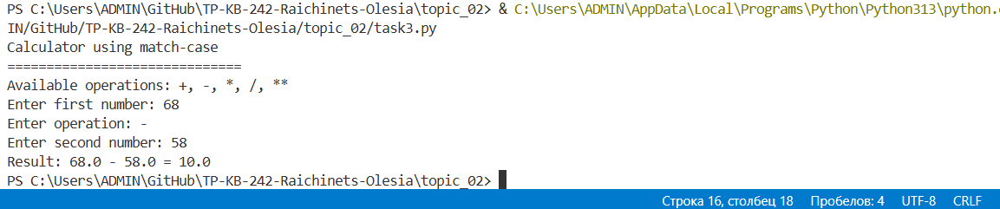 PS C:\Users\ADMIN\GitHub\TP-KB-242-Raichinets-Olesia\topic_02> & C:\Users\ADMIN\AppData\Local\Programs\Python\Python313\python.
IN/GitHub/TP-KB-242-Raichinets-Olesia/topic_02/task3.py
Calculator using match-case
==============================
Available operations: +, -, *, /, **
Enter first number: 68
Enter operation: -
Enter second number: 58
Result: 68.0 - 58.0 = 10.0
PS C:\Users\ADMIN\GitHub\TP-KB-242-Raichinets-Olesia\topic_02>
Строка 16, столбец 18 Пробелов: 4 UTF-8 CRLF